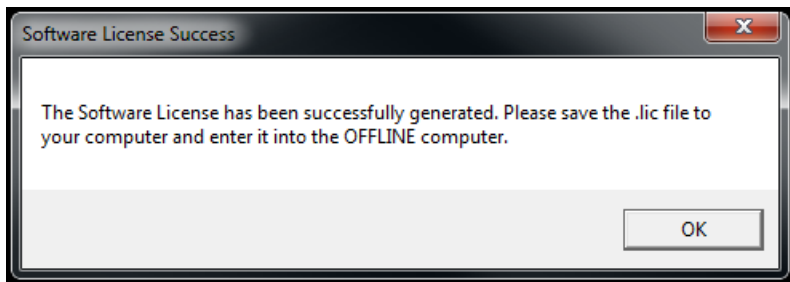 Software License Success
The Software License has been successfully generated. Please save the .lic file to
your computer and enter it into the OFFLINE computer.
OK